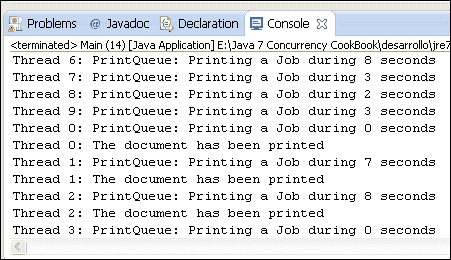 Problems @ Javadoc Declaration Console
<terminated> Main (14) [Java Application] E:\Java 7 Concurrency CookBook\desarrollo\jre7
Thread 6: PrintQueue: Printing a Job during 8 seconds
Thread 7: PrintQueue: Printing a Job during 3 seconds
Thread 8: PrintQueue: Printing a Job during 2 seconds
Thread 9: PrintQueue: Printing a Job during 3 seconds
Thread 0: PrintQueue: Printing a Job during 0 seconds
Thread 0: The document has been printed
Thread 1: PrintQueue: Printing a Job during 7 seconds
Thread 1: The document has been printed
Thread 2: PrintQueue: Printing a Job during 8 seconds
Thread 2: The document has been printed
Thread 3: PrintQueue: Printing a Job during 0 seconds